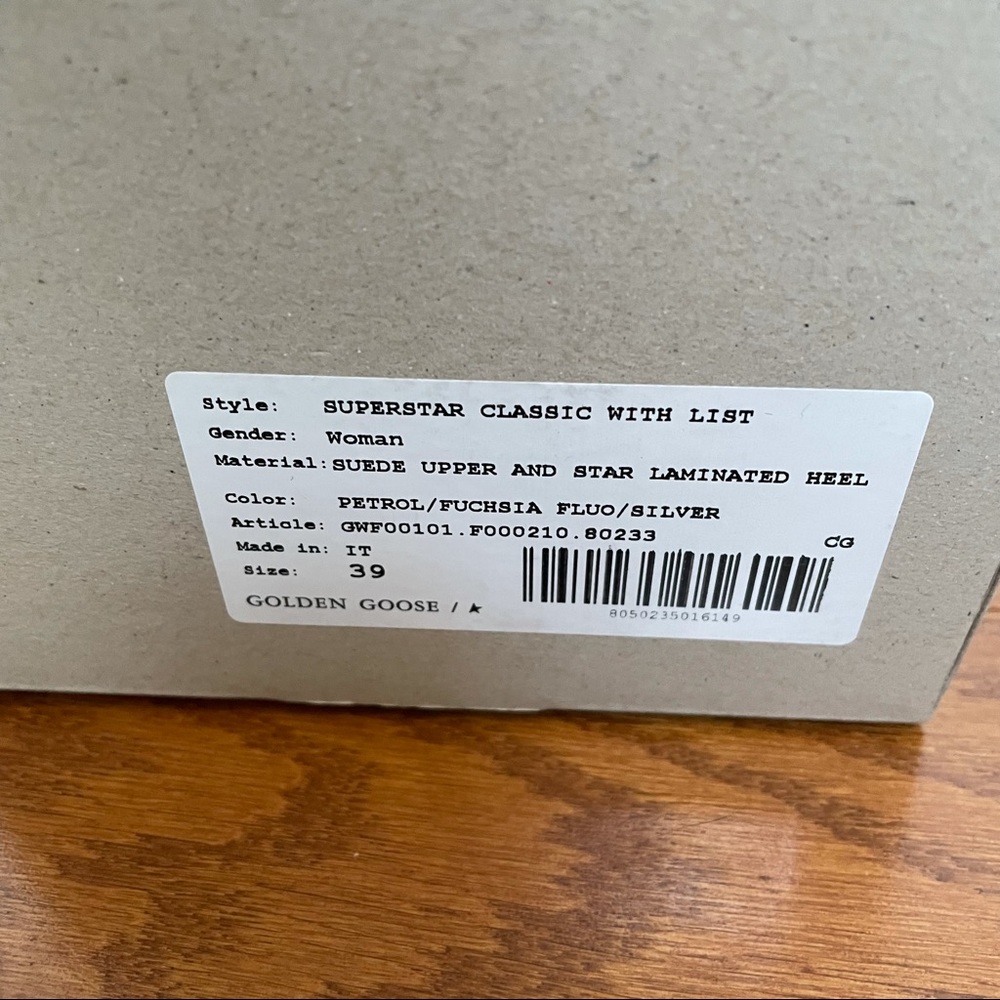 Style: SUPERSTAR CLASSIC WITH LIST
Gender: Woman
Material: SUEDE UPPER AND STAR LAMINATED HEEL
Color: PETROL/FUCHSIA FLUO/SILVER
Article: GWF00101.F000210.80233
CG
Made in: IT
Size: 39
GOLDEN GOOSE / ★
8050235016149